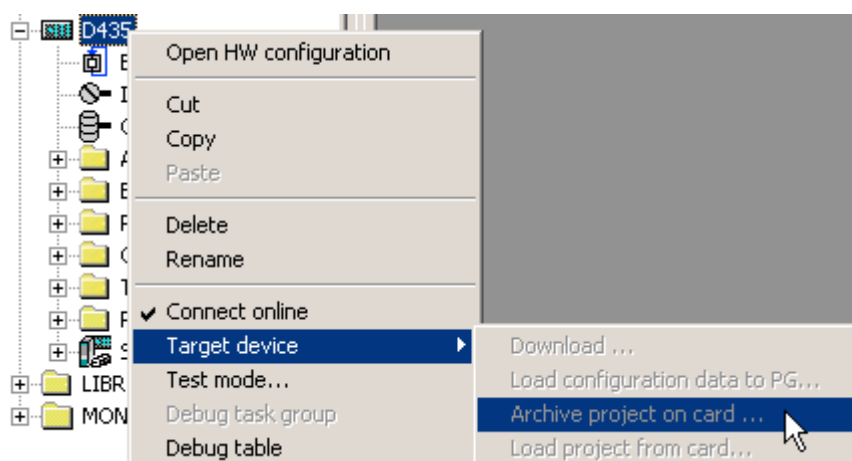 D435
Open HW configuration
Cut
Copy
Paste
Delete
Rename
Connect online
Target device
Download ...
Test mode...
Load configuration data to PG...
Debug task group
Archive project on card ...
Debug table
Load project from card...
LIBR
MON